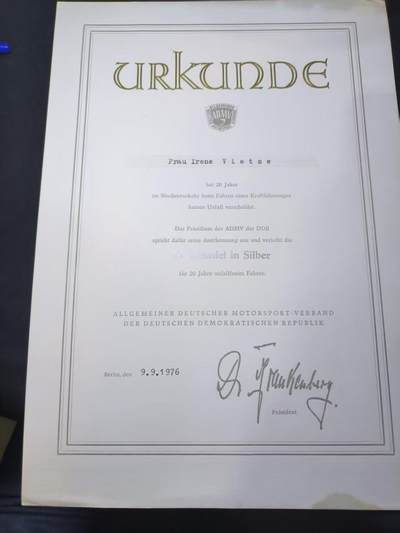 URKUNDE
ADMV
Frau Irene Vietze
hat 20 Jahre
im Straßenverkehr beim Führen eines Kraftfahrzeuges
keinen Unfall verschuldet.
Das Präsidium des ADMV der DDR
spricht dafür seine Anerkennung aus und verleiht die
in Silber
für 20 Jahre unfallfreies Fahren.
ALLGEMEINER DEUTSCHER MOTORSPORT-VERBAND
DER DEUTSCHEN DEMOKRATISCHEN REPUBLIK
Berlin, den 9.9.1976
Präsident